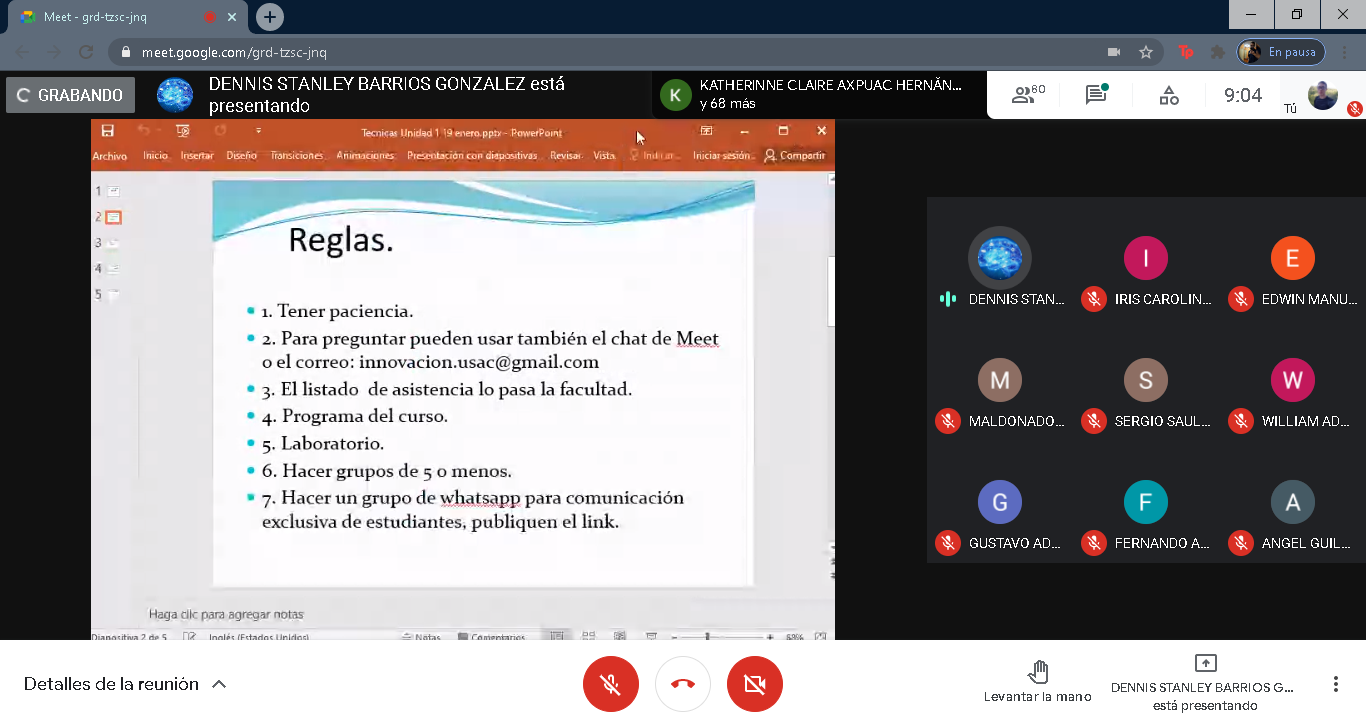 Meet - grd-tzsc-jnq
meet.google.com/grd-tzsc-jnq
Tp
En pausa
GRABANDO
DENNIS STANLEY BARRIOS GONZALEZ está
presentando
K
KATHERINNE CLAIRE AXPUAC HERNÁN...
y 68 más
60
9:04
Tú
Tecnicas Unidad 1 19 enero.pptx - PowerPoint
Archivo Inicio Insertar Diseño Transiciones Animaciones Presentación con diapositivas Revisar Vista Indicar... Iniciar sesión Compartir
1
2
3
4
5
Reglas.
• 1. Tener paciencia.
• 2. Para preguntar pueden usar también el chat de Meet
o el correo: innovacion.usac@gmail.com
• 3. El listado de asistencia lo pasa la facultad.
• 4. Programa del curso.
• 5. Laboratorio.
• 6. Hacer grupos de 5 o menos.
• 7. Hacer un grupo de whatsapp para comunicación
exclusiva de estudiantes, publiquen el link.
Haga clic para agregar notas
Diapositiva 2 de 5 Inglés (Estados Unidos) Notas Comentarios 68%
I E
DENNIS STAN... IRIS CAROLIN... EDWIN MANU...
M S W
MALDONADO... SERGIO SAUL... WILLIAM AD...
G F A
GUSTAVO AD... FERNANDO A... ANGEL GUIL...
Detalles de la reunión
Levantar la mano
DENNIS STANLEY BARRIOS G...
está presentando